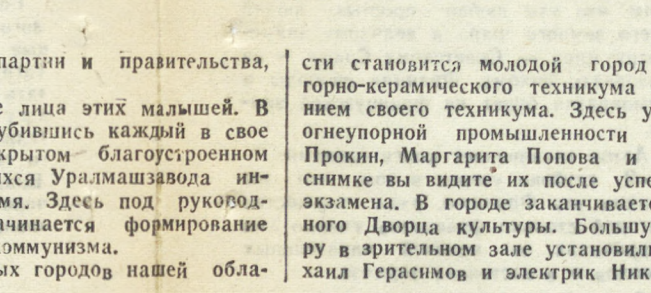 партии и правительства,
е лица этих малышей. В
убившись каждый в свое
крытом благоустроенном
ихся Уралмашзавода ин-
мя. Здесь под руковод-
ачинается формирование
коммунизма.
ых городов нашей обла-
сти становится молодой город
горно-керамического техникума
нием своего техникума. Здесь у
огнеупорной промышленности
Прокин, Маргарита Попова и
снимке вы видите их после успе
экзамена. В городе заканчивает
ного Дворца культуры. Большу
ру в зрительном зале установил
хаил Герасимов и электрик Ник